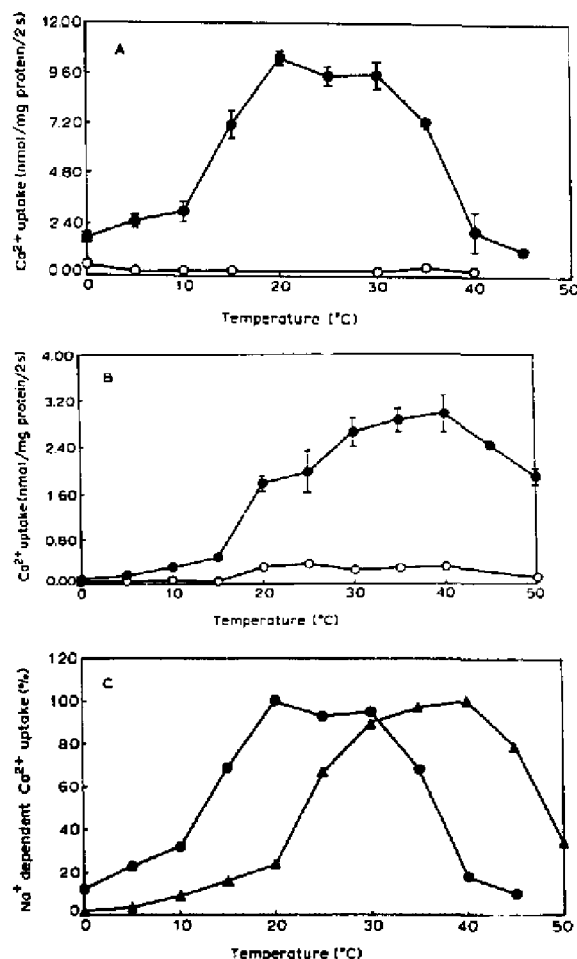 12.00
9.60
7.20
4.80
2.40
0.00
A
Ca²⁺ uptake (nmol/mg protein/2s)
0 10 20 30 40 50
Temperature (°C)
4.00
3.20
2.40
1.60
0.80
0.00
B
Ca²⁺ uptake (nmol/mg protein/2s)
0 10 20 30 40 50
Temperature (°C)
120
100
80
60
40
20
0
C
Na⁺ dependent Ca²⁺ uptake (%)
0 10 20 30 40 50
Temperature (°C)